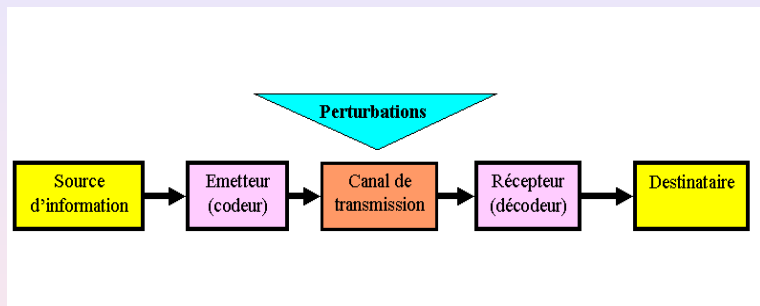 Perturbations
Source
d'information
Emetteur
(codeur)
Canal de
transmission
Récepteur
(décodeur)
Destinataire